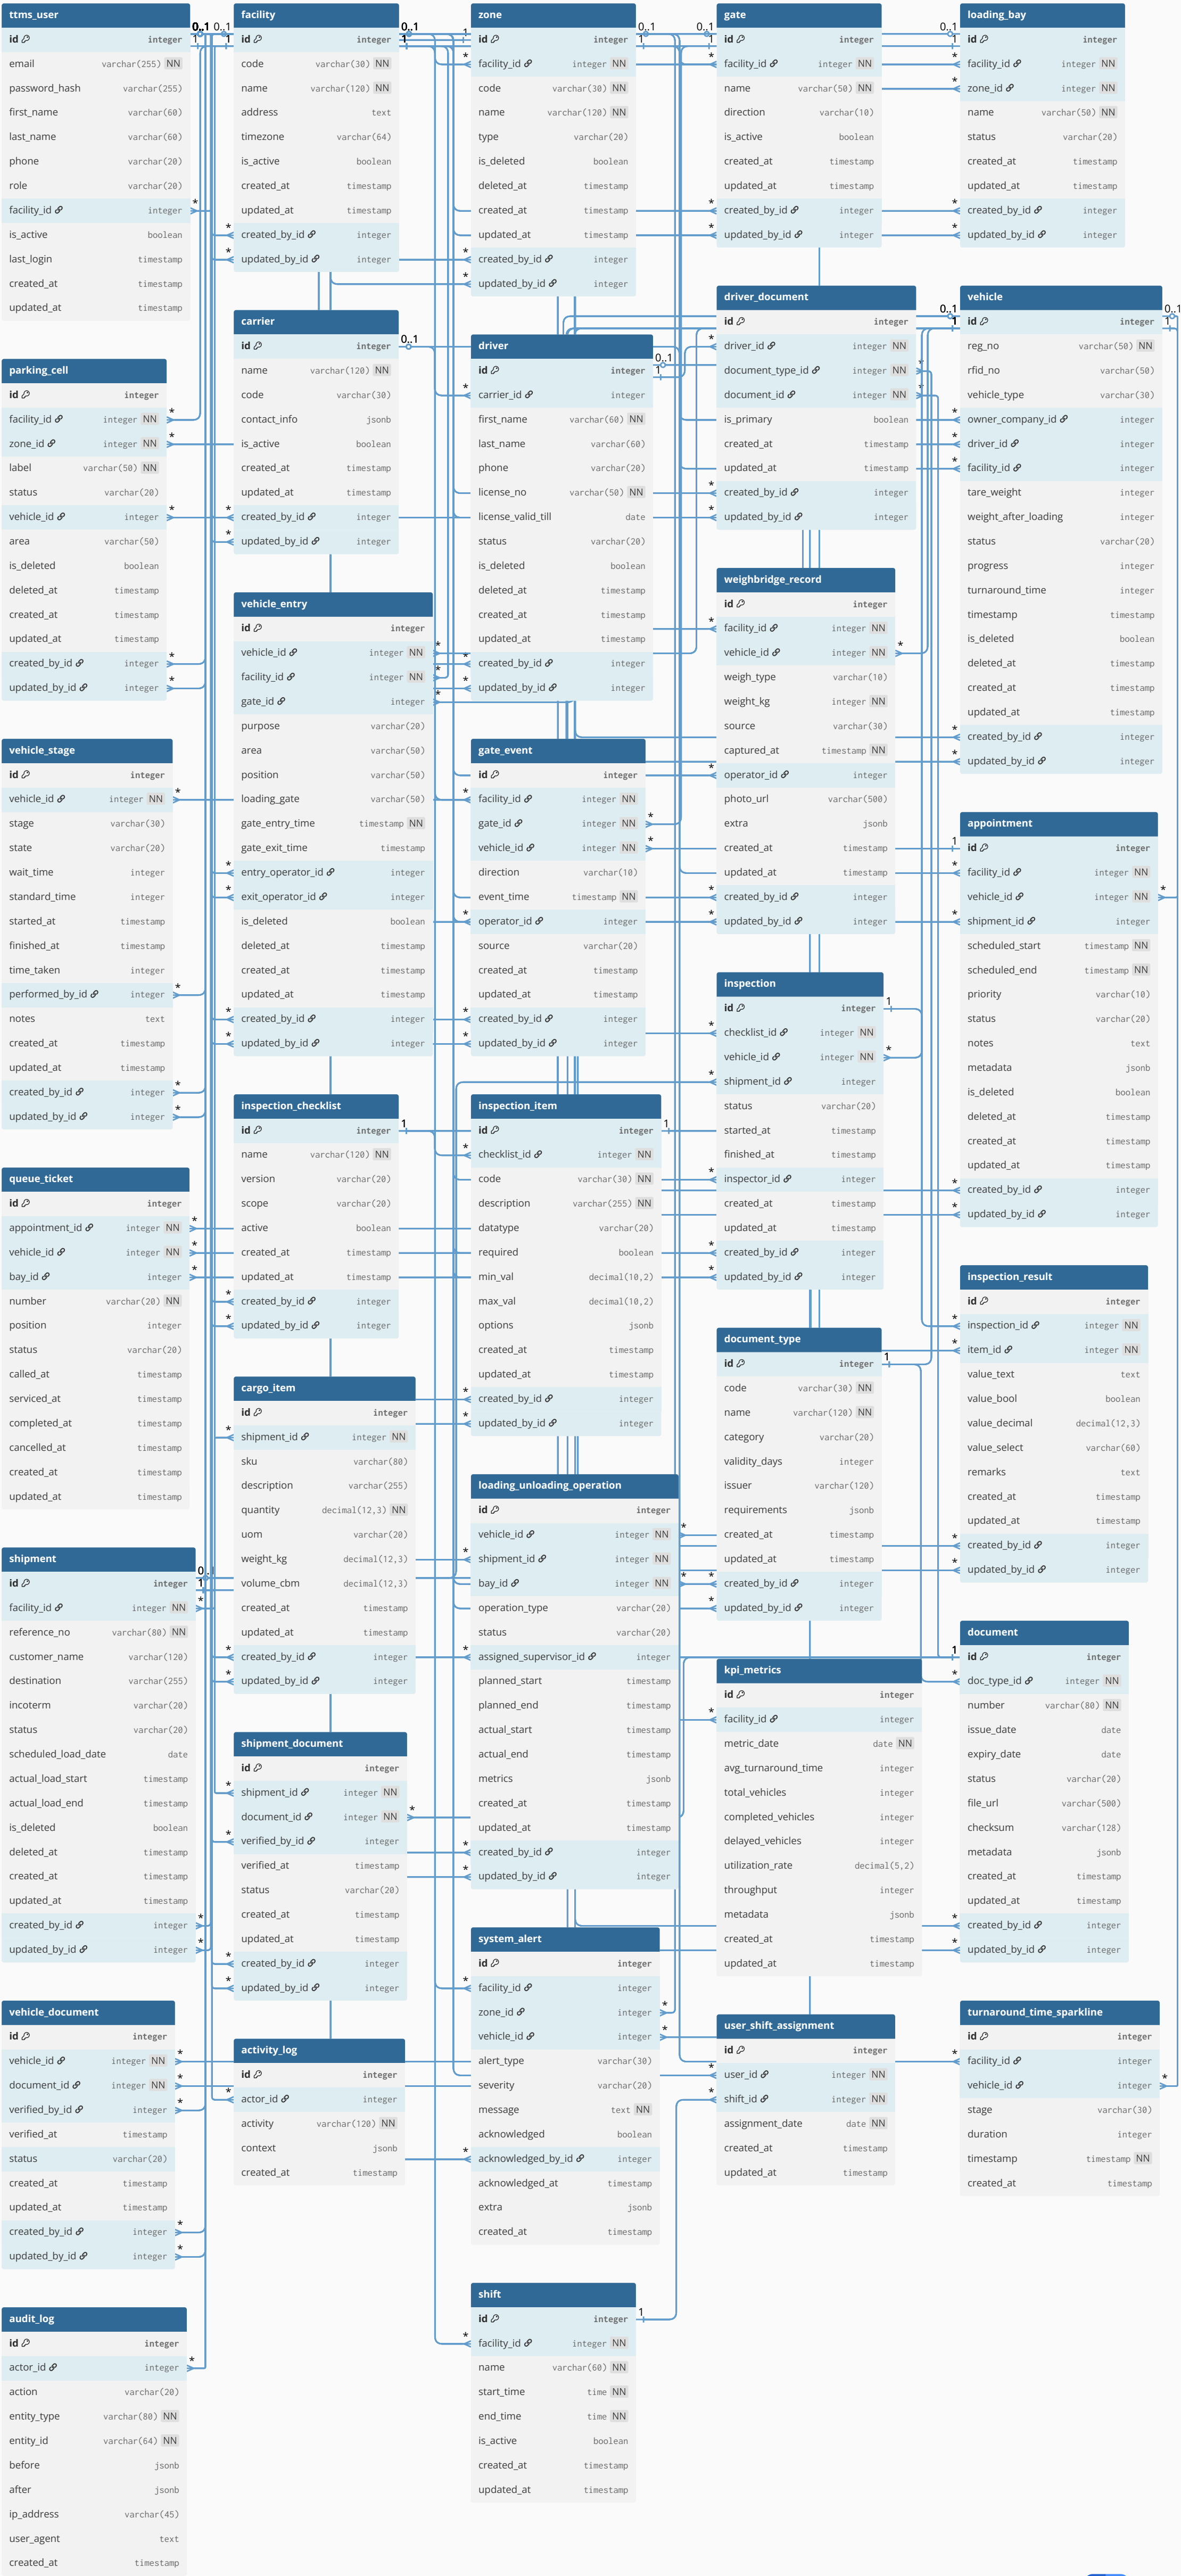 ttms_user
id integer
email varchar(255) NN
password_hash varchar(255)
first_name varchar(60)
last_name varchar(60)
phone varchar(20)
role varchar(20)
facility_id integer
is_active boolean
last_login timestamp
created_at timestamp
updated_at timestamp
facility
id integer
code varchar(30) NN
name varchar(120) NN
address text
timezone varchar(64)
is_active boolean
created_at timestamp
updated_at timestamp
created_by_id integer
updated_by_id integer
zone
id integer
facility_id integer NN
code varchar(30) NN
name varchar(120) NN
type varchar(20)
is_deleted boolean
deleted_at timestamp
created_at timestamp
updated_at timestamp
created_by_id integer
updated_by_id integer
gate
id integer
facility_id integer NN
name varchar(50) NN
direction varchar(10)
is_active boolean
created_at timestamp
updated_at timestamp
created_by_id integer
updated_by_id integer
loading_bay
id integer
facility_id integer NN
zone_id integer NN
name varchar(50) NN
status varchar(20)
created_at timestamp
updated_at timestamp
created_by_id integer
updated_by_id integer
parking_cell
id integer
facility_id integer NN
zone_id integer NN
label varchar(50) NN
status varchar(20)
vehicle_id integer
area varchar(50)
is_deleted boolean
deleted_at timestamp
created_at timestamp
updated_at timestamp
created_by_id integer
updated_by_id integer
carrier
id integer
name varchar(120) NN
code varchar(30)
contact_info jsonb
is_active boolean
created_at timestamp
updated_at timestamp
created_by_id integer
updated_by_id integer
driver
id integer
carrier_id integer
first_name varchar(60) NN
last_name varchar(60)
phone varchar(20)
license_no varchar(50) NN
license_valid_till date
status varchar(20)
is_deleted boolean
deleted_at timestamp
created_at timestamp
updated_at timestamp
created_by_id integer
updated_by_id integer
driver_document
id integer
driver_id integer NN
document_type_id integer NN
document_id integer NN
is_primary boolean
created_at timestamp
updated_at timestamp
created_by_id integer
updated_by_id integer
vehicle
id integer
reg_no varchar(50) NN
rfid_no varchar(50)
vehicle_type varchar(30)
owner_company_id integer
driver_id integer
facility_id integer
tare_weight integer
weight_after_loading integer
status varchar(20)
progress integer
turnaround_time integer
timestamp timestamp
is_deleted boolean
deleted_at timestamp
created_at timestamp
updated_at timestamp
created_by_id integer
updated_by_id integer
vehicle_entry
id integer
vehicle_id integer NN
facility_id integer NN
gate_id integer
purpose varchar(20)
area varchar(50)
position varchar(50)
loading_gate varchar(50)
gate_entry_time timestamp NN
gate_exit_time timestamp
entry_operator_id integer
exit_operator_id integer
is_deleted boolean
deleted_at timestamp
created_at timestamp
updated_at timestamp
created_by_id integer
updated_by_id integer
weighbridge_record
id integer
facility_id integer NN
vehicle_id integer NN
weigh_type varchar(10)
weight_kg integer NN
source varchar(30)
captured_at timestamp NN
operator_id integer
photo_url varchar(500)
extra jsonb
created_at timestamp
updated_at timestamp
created_by_id integer
updated_by_id integer
vehicle_stage
id integer
vehicle_id integer NN
stage varchar(30)
state varchar(20)
wait_time integer
standard_time integer
started_at timestamp
finished_at timestamp
time_taken integer
performed_by_id integer
notes text
created_at timestamp
updated_at timestamp
created_by_id integer
updated_by_id integer
gate_event
id integer
facility_id integer NN
gate_id integer NN
vehicle_id integer NN
direction varchar(10)
event_time timestamp NN
operator_id integer
source varchar(20)
created_at timestamp
updated_at timestamp
created_by_id integer
updated_by_id integer
appointment
id integer
facility_id integer NN
vehicle_id integer NN
shipment_id integer
scheduled_start timestamp NN
scheduled_end timestamp NN
priority varchar(10)
status varchar(20)
notes text
metadata jsonb
is_deleted boolean
deleted_at timestamp
created_at timestamp
updated_at timestamp
created_by_id integer
updated_by_id integer
inspection
id integer
checklist_id integer NN
vehicle_id integer NN
shipment_id integer
status varchar(20)
started_at timestamp
finished_at timestamp
inspector_id integer
created_at timestamp
updated_at timestamp
created_by_id integer
updated_by_id integer
inspection_checklist
id integer
name varchar(120) NN
version varchar(20)
scope varchar(20)
active boolean
created_at timestamp
updated_at timestamp
created_by_id integer
updated_by_id integer
inspection_item
id integer
checklist_id integer NN
code varchar(30) NN
description varchar(255) NN
datatype varchar(20)
required boolean
min_val decimal(10,2)
max_val decimal(10,2)
options jsonb
created_at timestamp
updated_at timestamp
created_by_id integer
updated_by_id integer
queue_ticket
id integer
appointment_id integer NN
vehicle_id integer NN
bay_id integer
number varchar(20) NN
position integer
status varchar(20)
called_at timestamp
serviced_at timestamp
completed_at timestamp
cancelled_at timestamp
created_at timestamp
updated_at timestamp
inspection_result
id integer
inspection_id integer NN
item_id integer NN
value_text text
value_bool boolean
value_decimal decimal(12,3)
value_select varchar(60)
remarks text
created_at timestamp
updated_at timestamp
created_by_id integer
updated_by_id integer
document_type
id integer
code varchar(30) NN
name varchar(120) NN
category varchar(20)
validity_days integer
issuer varchar(120)
requirements jsonb
created_at timestamp
updated_at timestamp
created_by_id integer
updated_by_id integer
cargo_item
id integer
shipment_id integer NN
sku varchar(80)
description varchar(255)
quantity decimal(12,3) NN
uom varchar(20)
weight_kg decimal(12,3)
volume_cbm decimal(12,3)
created_at timestamp
updated_at timestamp
created_by_id integer
updated_by_id integer
loading_unloading_operation
id integer
vehicle_id integer NN
shipment_id integer NN
bay_id integer NN
operation_type varchar(20)
status varchar(20)
assigned_supervisor_id integer
planned_start timestamp
planned_end timestamp
actual_start timestamp
actual_end timestamp
metrics jsonb
created_at timestamp
updated_at timestamp
created_by_id integer
updated_by_id integer
shipment
id integer
facility_id integer NN
reference_no varchar(80) NN
customer_name varchar(120)
destination varchar(255)
incoterm varchar(20)
status varchar(20)
scheduled_load_date date
actual_load_start timestamp
actual_load_end timestamp
is_deleted boolean
deleted_at timestamp
created_at timestamp
updated_at timestamp
created_by_id integer
updated_by_id integer
document
id integer
doc_type_id integer NN
number varchar(80) NN
issue_date date
expiry_date date
status varchar(20)
file_url varchar(500)
checksum varchar(128)
metadata jsonb
created_at timestamp
updated_at timestamp
created_by_id integer
updated_by_id integer
kpi_metrics
id integer
facility_id integer
metric_date date NN
avg_turnaround_time integer
total_vehicles integer
completed_vehicles integer
delayed_vehicles integer
utilization_rate decimal(5,2)
throughput integer
metadata jsonb
created_at timestamp
updated_at timestamp
shipment_document
id integer
shipment_id integer NN
document_id integer NN
verified_by_id integer
verified_at timestamp
status varchar(20)
created_at timestamp
updated_at timestamp
created_by_id integer
updated_by_id integer
system_alert
id integer
facility_id integer
zone_id integer
vehicle_id integer
alert_type varchar(30)
severity varchar(20)
message text NN
acknowledged boolean
acknowledged_by_id integer
acknowledged_at timestamp
extra jsonb
created_at timestamp
vehicle_document
id integer
vehicle_id integer NN
document_id integer NN
verified_by_id integer
verified_at timestamp
status varchar(20)
created_at timestamp
updated_at timestamp
created_by_id integer
updated_by_id integer
activity_log
id integer
actor_id integer
activity varchar(120) NN
context jsonb
created_at timestamp
user_shift_assignment
id integer
user_id integer NN
shift_id integer NN
assignment_date date NN
created_at timestamp
updated_at timestamp
turnaround_time_sparkline
id integer
facility_id integer
vehicle_id integer
stage varchar(30)
duration integer
timestamp timestamp NN
created_at timestamp
shift
id integer
facility_id integer NN
name varchar(60) NN
start_time time NN
end_time time NN
is_active boolean
created_at timestamp
updated_at timestamp
audit_log
id integer
actor_id integer
action varchar(20)
entity_type varchar(80) NN
entity_id varchar(64) NN
before jsonb
after jsonb
ip_address varchar(45)
user_agent text
created_at timestamp